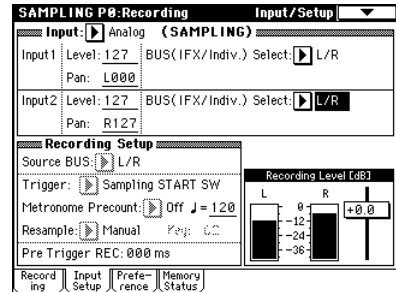 SAMPLING P0:Recording Input/Setup
Input: Analog (SAMPLING)
Input1 Level: 127 BUS(IFX/Indiv.) Select: L/R
Pan: L000
Input2 Level: 127 BUS(IFX/Indiv.) Select: L/R
Pan: R127
Recording Setup
Source BUS: L/R
Trigger: Sampling START SW
Metronome Precount: Off ♩= 120
Resample: Manual Key: C2
Pre Trigger REC: 000 ms
Recording Level [dB]
L R
0
+0.0
-12
-24
-36
Record ing
Input Setup
Prefe- rence
Memory Status